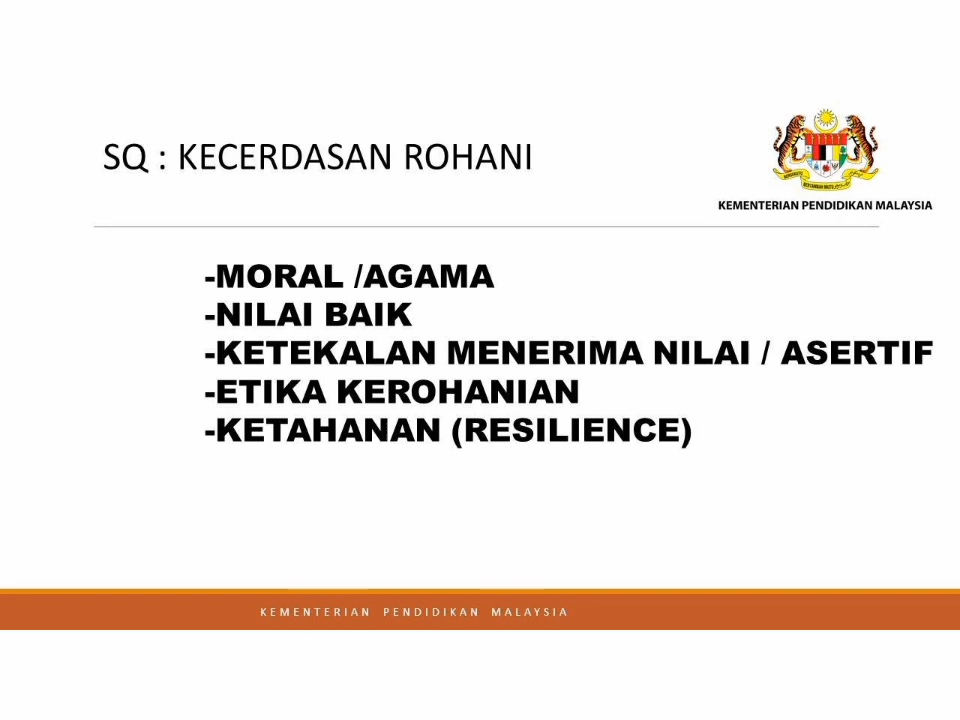 SQ : KECERDASAN ROHANI
KEMENTERIAN PENDIDIKAN MALAYSIA
-MORAL /AGAMA
-NILAI BAIK
-KETEKALAN MENERIMA NILAI / ASERTIF
-ETIKA KEROHANIAN
-KETAHANAN (RESILIENCE)
KEMENTERIAN PENDIDIKAN MALAYSIA